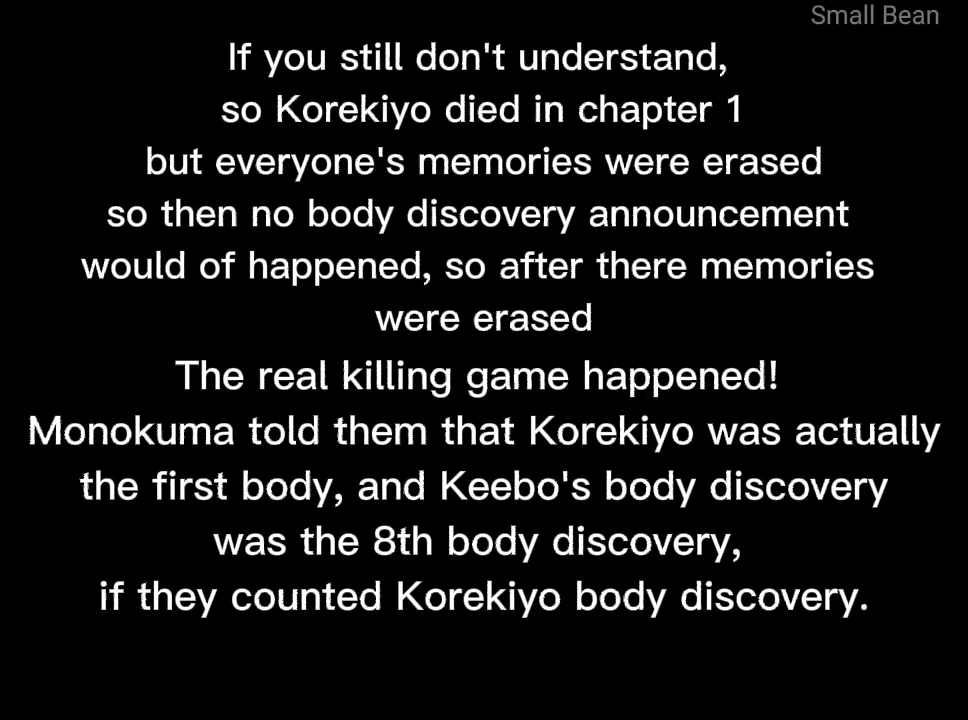 Small Bean
If you still don't understand,
so Korekiyo died in chapter 1
but everyone's memories were erased
so then no body discovery announcement
would of happened, so after there memories
were erased
The real killing game happened!
Monokuma told them that Korekiyo was actually
the first body, and Keebo's body discovery
was the 8th body discovery,
if they counted Korekiyo body discovery.